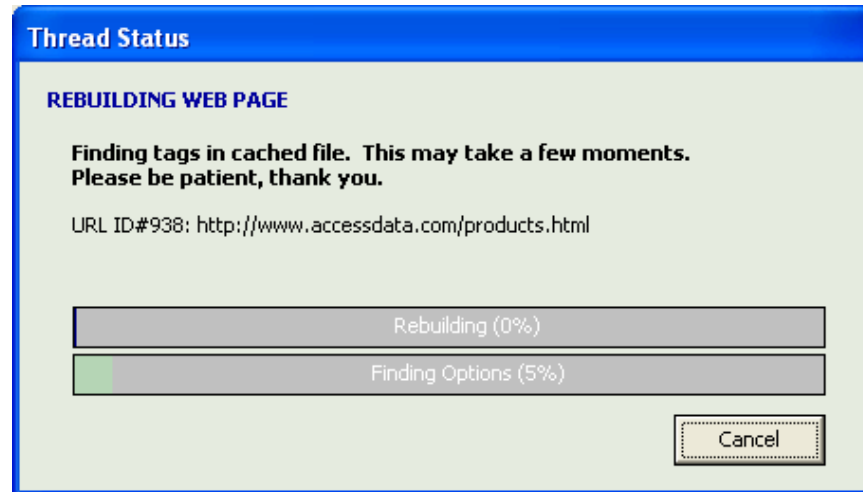 Thread Status
REBUILDING WEB PAGE
Finding tags in cached file.  This may take a few moments.
Please be patient, thank you.
URL ID#938: http://www.accessdata.com/products.html
Rebuilding (0%)
Finding Options (5%)
Cancel